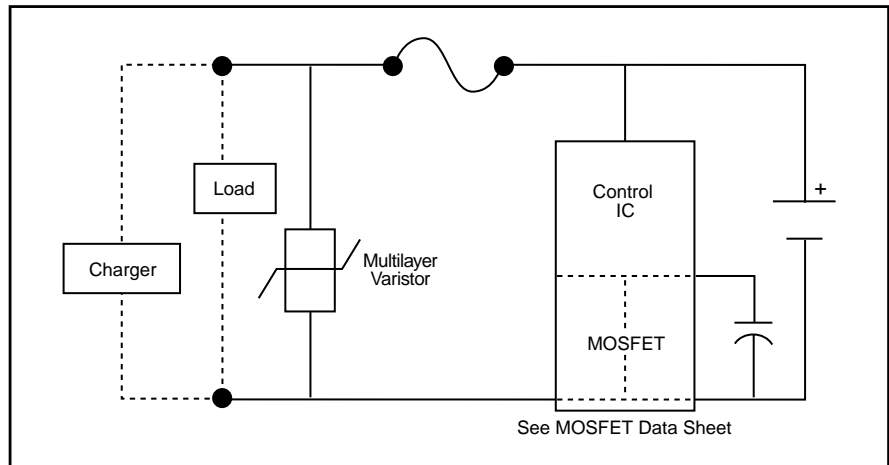 Load
Charger
Multilayer
Varistor
Control
IC
MOSFET
+
See MOSFET Data Sheet